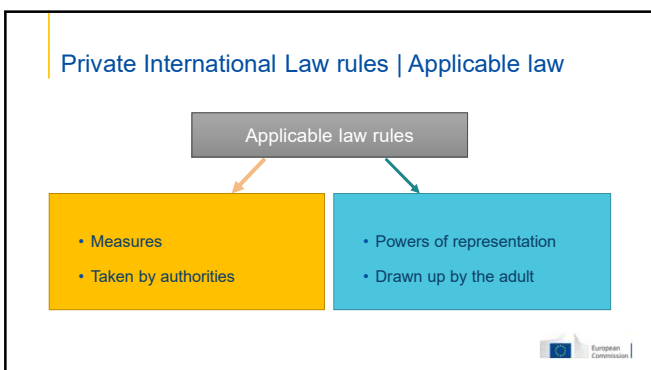 Private International Law rules | Applicable law
Applicable law rules
• Measures
• Taken by authorities
• Powers of representation
• Drawn up by the adult
European
Commission